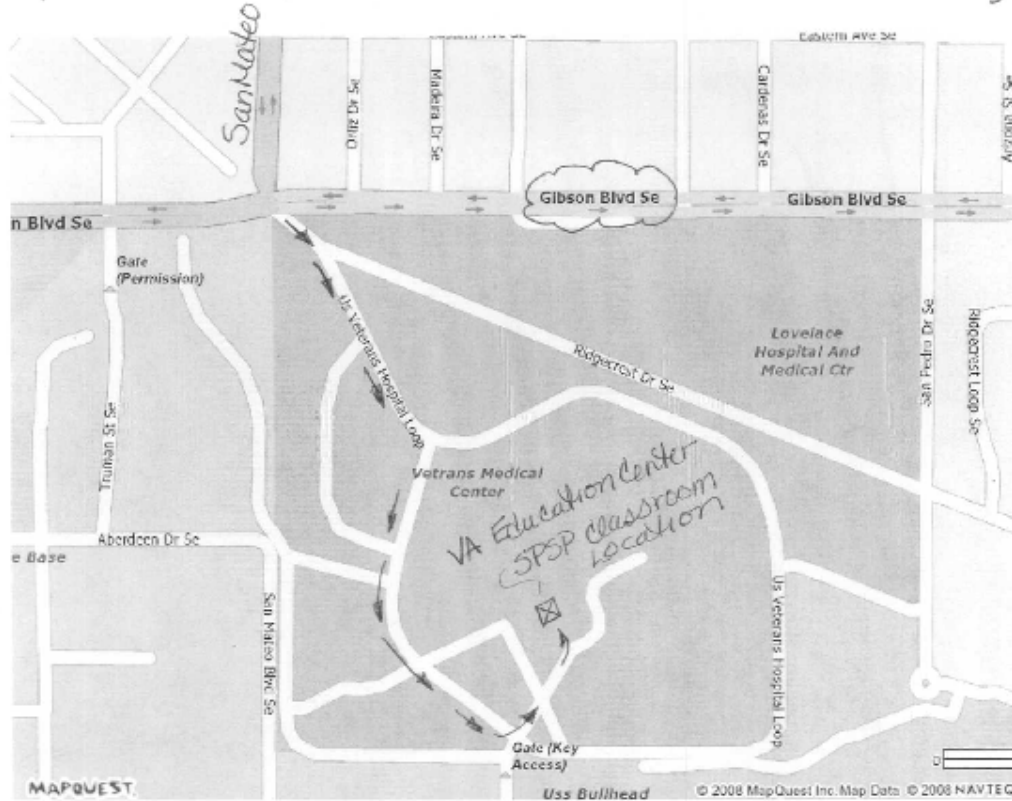 San Mateo
Eastern Ave Se
Ortiz Dr Se
Madeira Dr Se
Cardenas Dr Se
Arizona St Se
Gibson Blvd Se
Gibson Blvd Se
n Blvd Se
Gate
(Permission)
Us Veterans Hospital Loop
Ridgecrest Dr Se
Lovelace
Hospital And
Medical Ctr
San Pedro Dr Se
Ridgecrest Loop Se
Truman St Se
Vetrans Medical
Center
VA Education Center
SPSP Classroom
Location
Aberdeen Dr Se
e Base
San Mateo Blvd Se
Us Veterans Hospital Loop
Gate (Key
Access)
0
MAPQUEST.
Uss Bullhead
© 2008 MapQuest Inc. Map Data © 2008 NAVTEQ